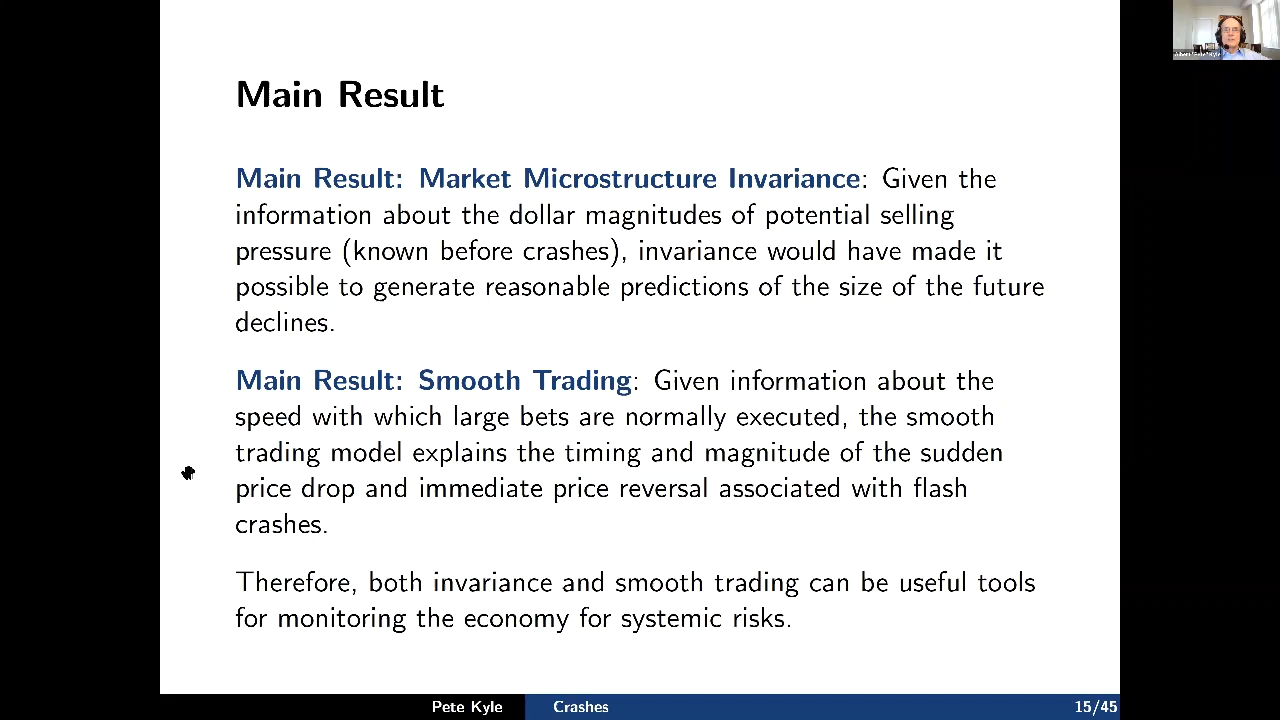 Main Result
Main Result: Market Microstructure Invariance: Given the
information about the dollar magnitudes of potential selling
pressure (known before crashes), invariance would have made it
possible to generate reasonable predictions of the size of the future
declines.
Main Result: Smooth Trading: Given information about the
speed with which large bets are normally executed, the smooth
trading model explains the timing and magnitude of the sudden
price drop and immediate price reversal associated with flash
crashes.
Therefore, both invariance and smooth trading can be useful tools
for monitoring the economy for systemic risks.
Pete Kyle Crashes 15/45